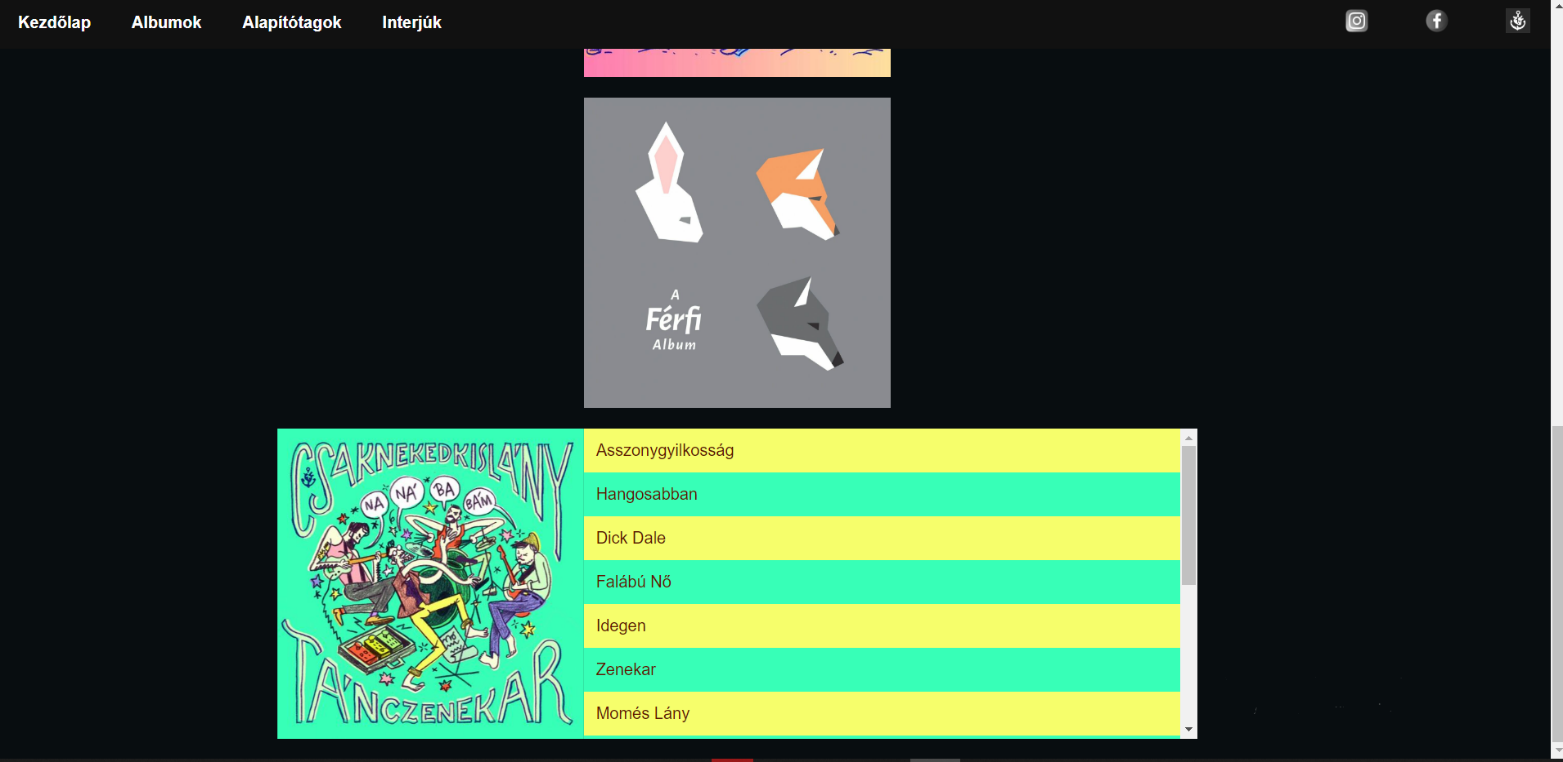 Kezdőlap Albumok Alapítótagok Interjúk
A
Férfi
Album
CSAKNEKEDKISLÁNY
NA NÁ BA BÁM
TÁNCZENEKAR
Asszonygyilkosság
Hangosabban
Dick Dale
Falábú Nő
Idegen
Zenekar
Momés Lány